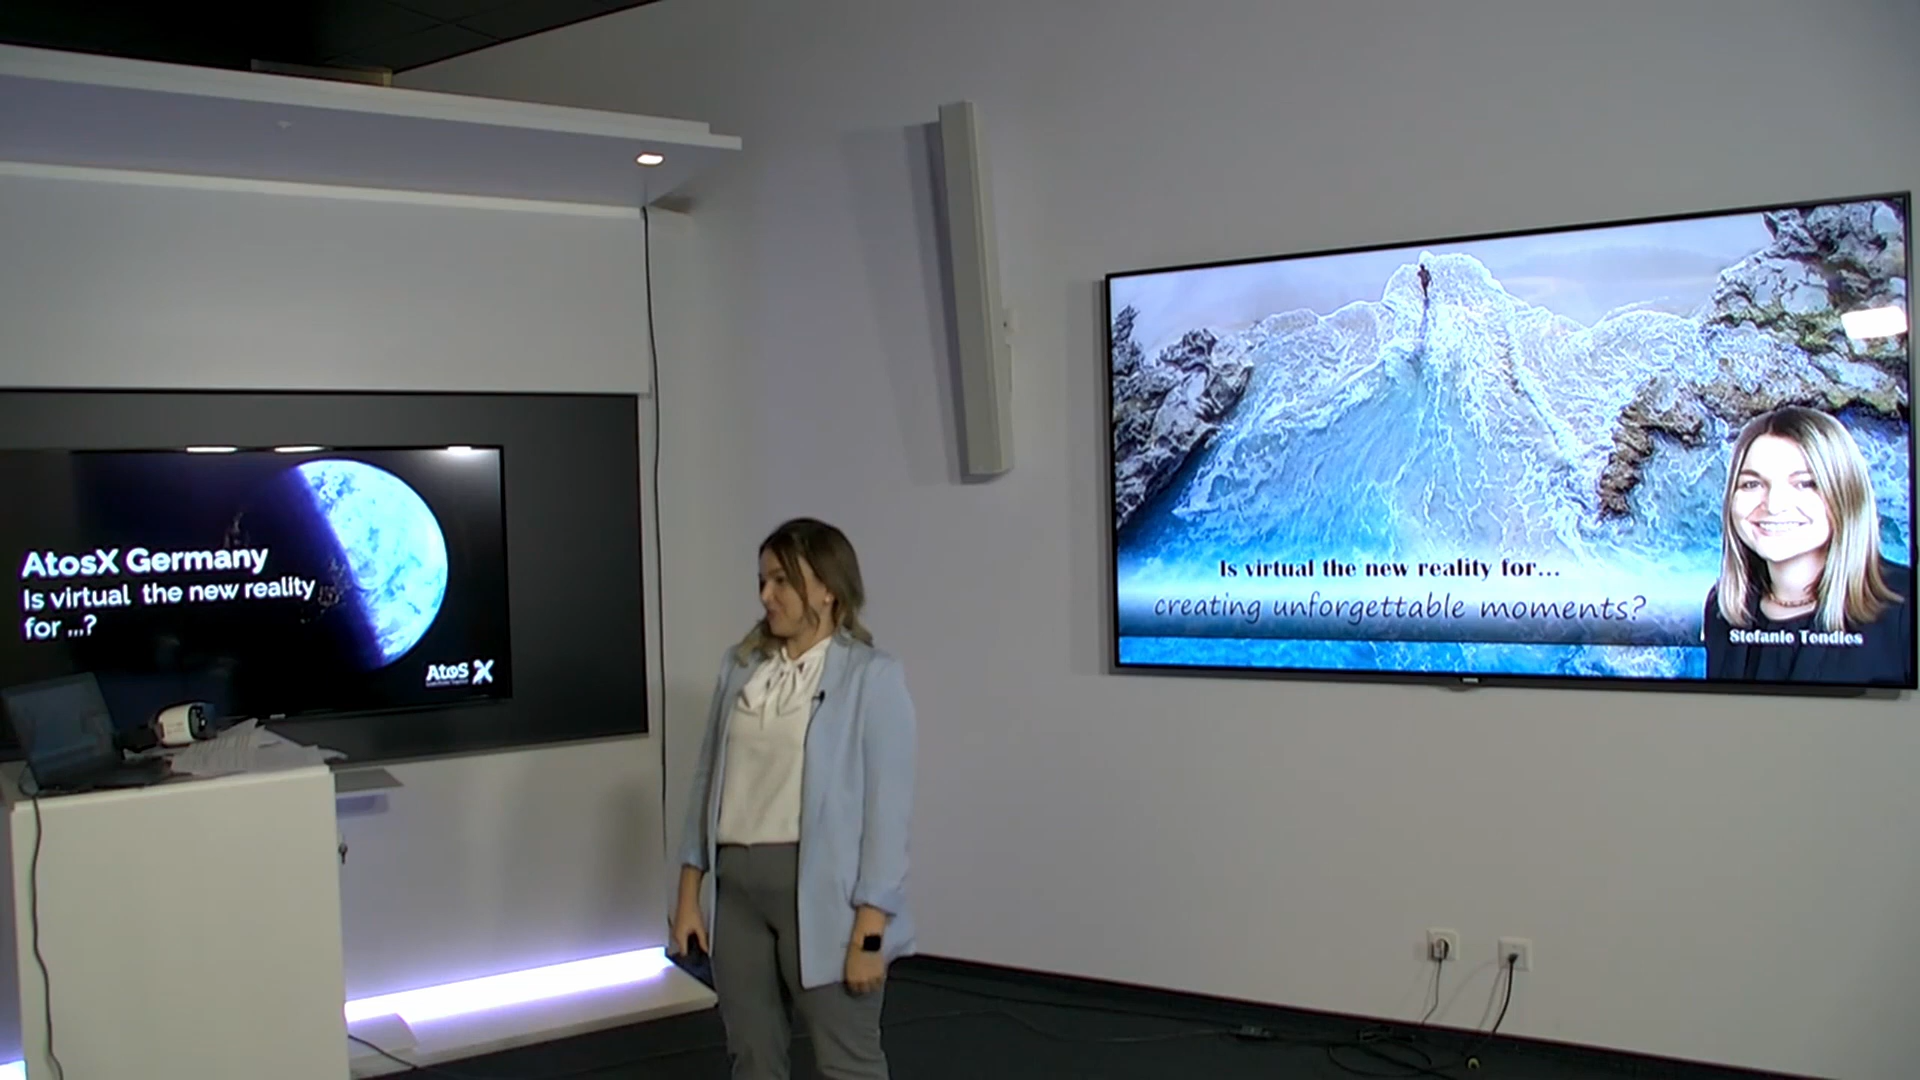 AtosX Germany
Is virtual the new reality
for ...?
Atos X
Is virtual the new reality for...
creating unforgettable moments?
Stefanie Tendies